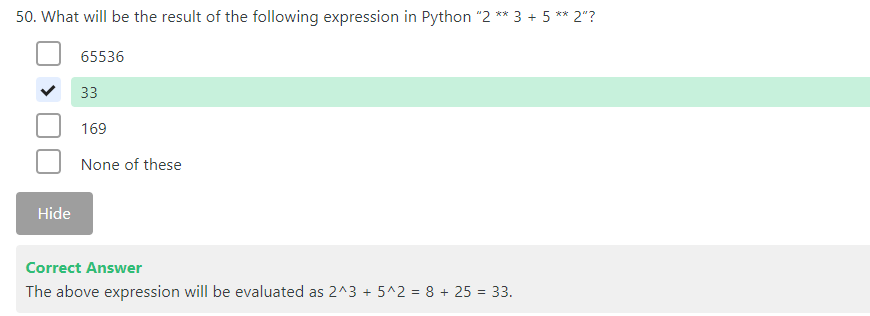 50. What will be the result of the following expression in Python “2 ** 3 + 5 ** 2”?
65536
33
169
None of these
Hide
Correct Answer
The above expression will be evaluated as 2^3 + 5^2 = 8 + 25 = 33.